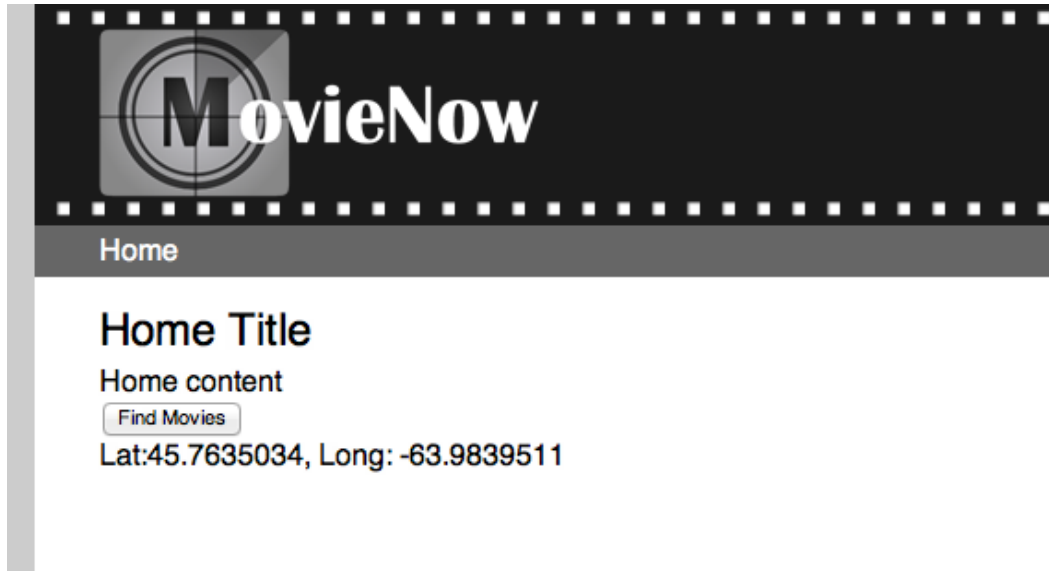 MovieNow
Home
Home Title
Home content
Find Movies
Lat:45.7635034, Long: -63.9839511